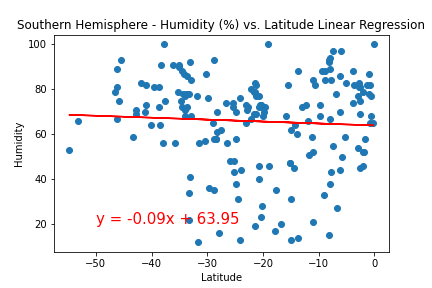 Southern Hemisphere - Humidity (%) vs. Latitude Linear Regression
100
80
60
40
20
Humidity
y = -0.09x + 63.95
−50
−40
−30
−20
−10
0
Latitude